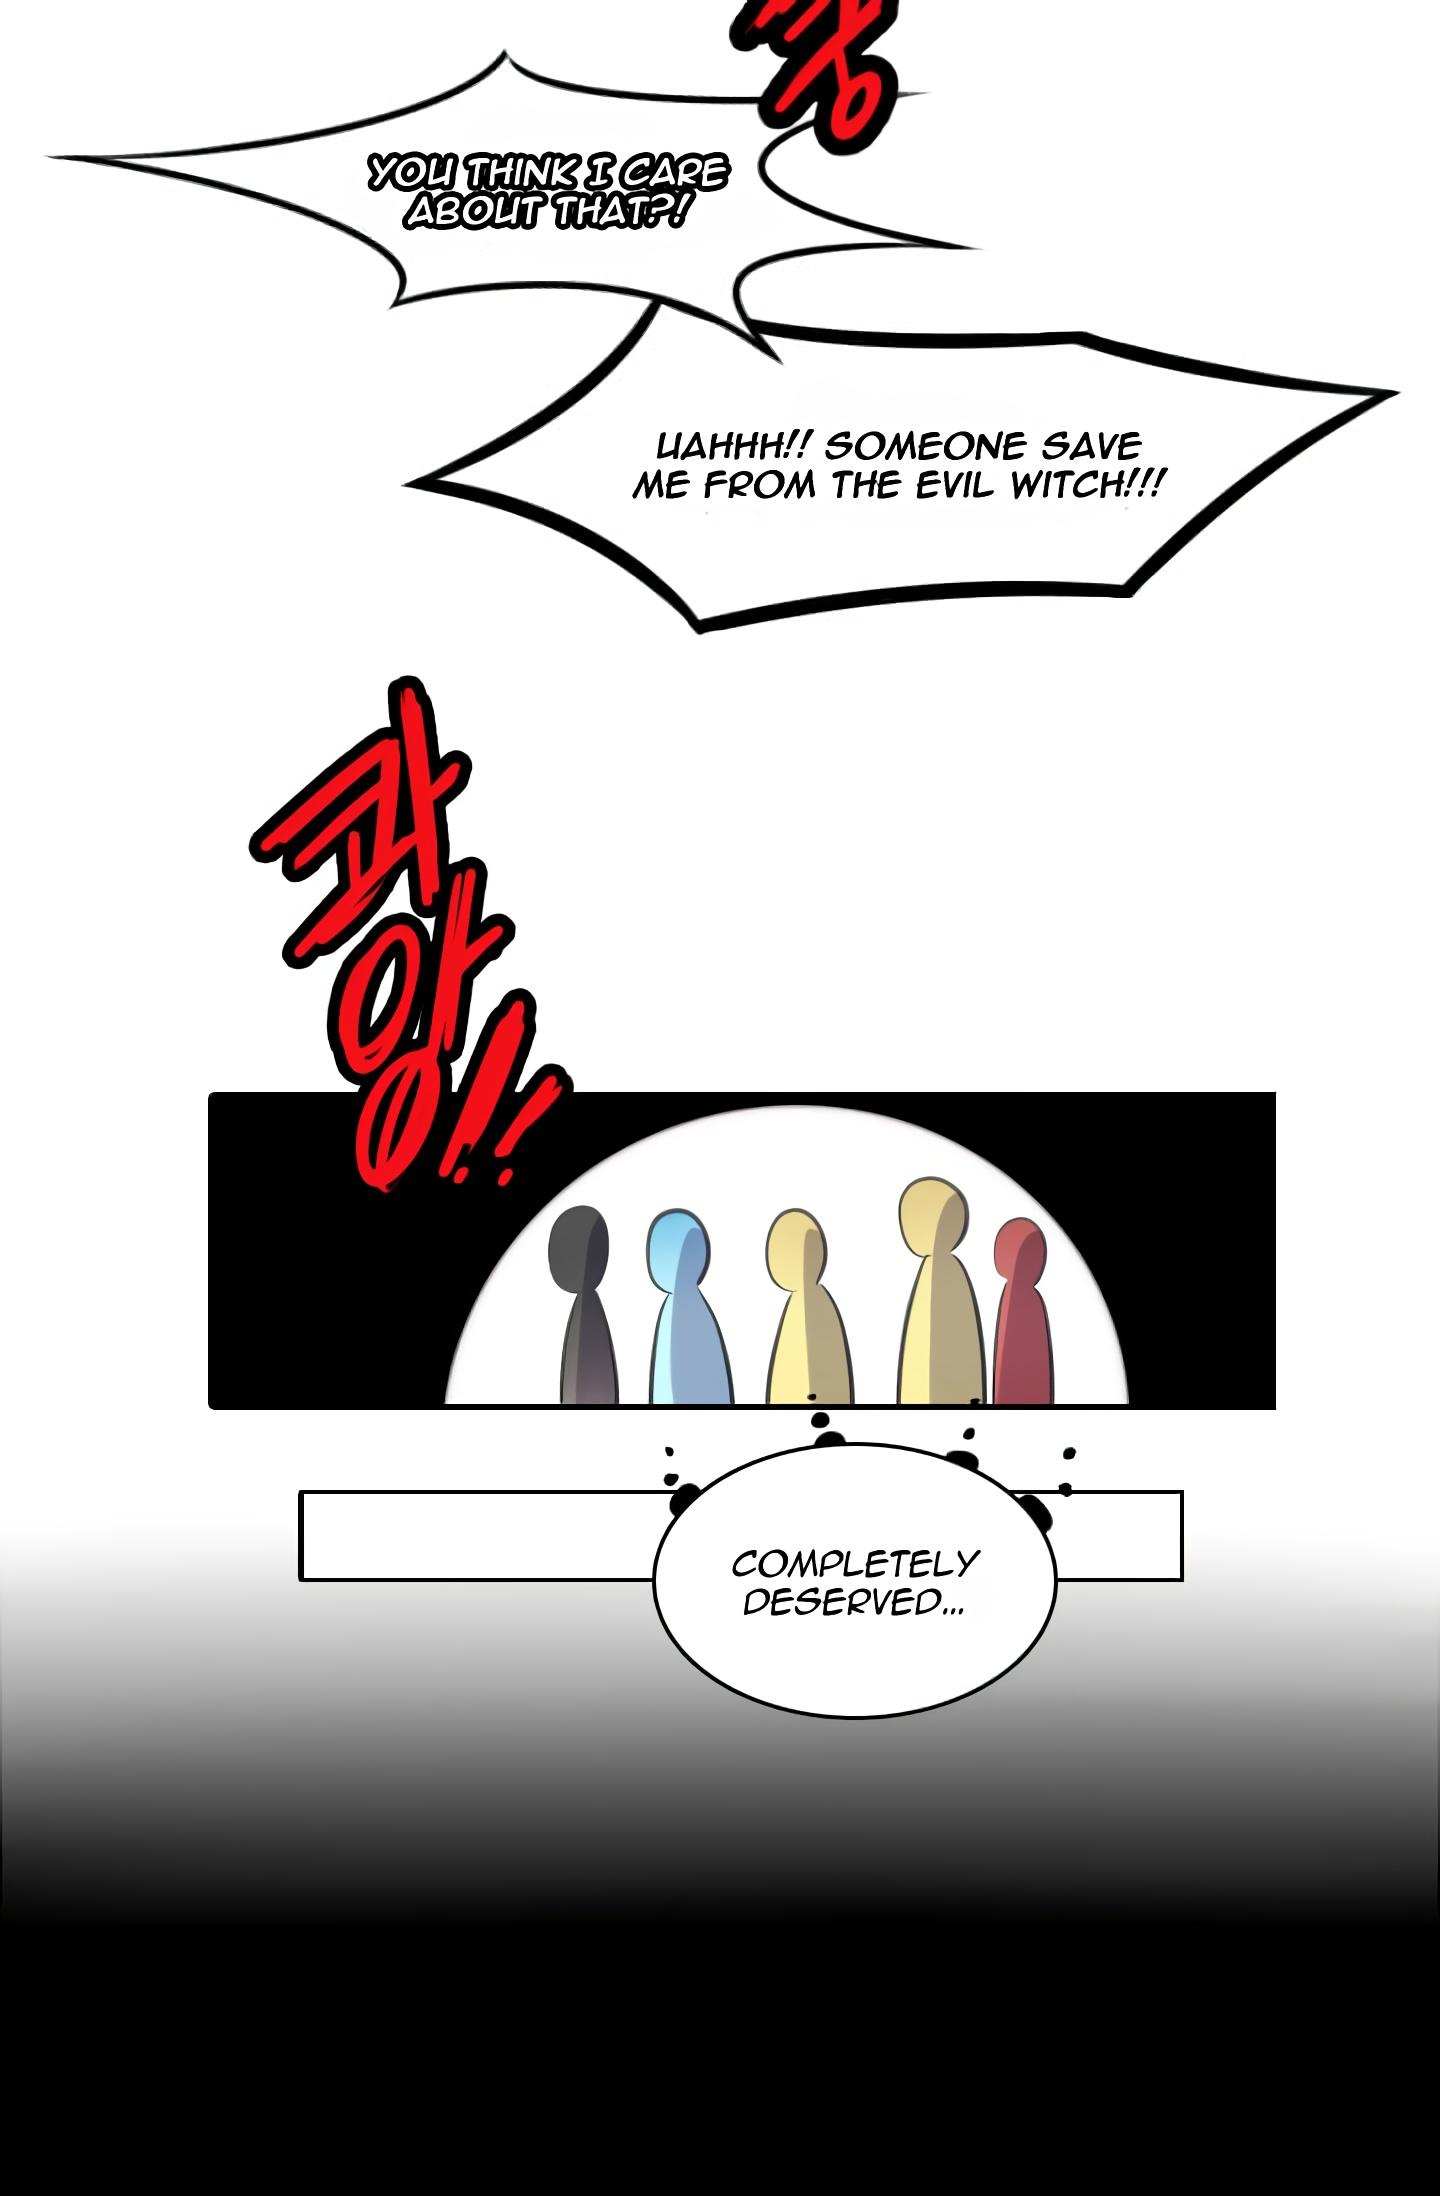 YOU THINK I CARE
ABOUT THAT?!
UAHHH!! SOMEONE SAVE
ME FROM THE EVIL WITCH!!!
콰
앙!!
COMPLETELY
DESERVED...